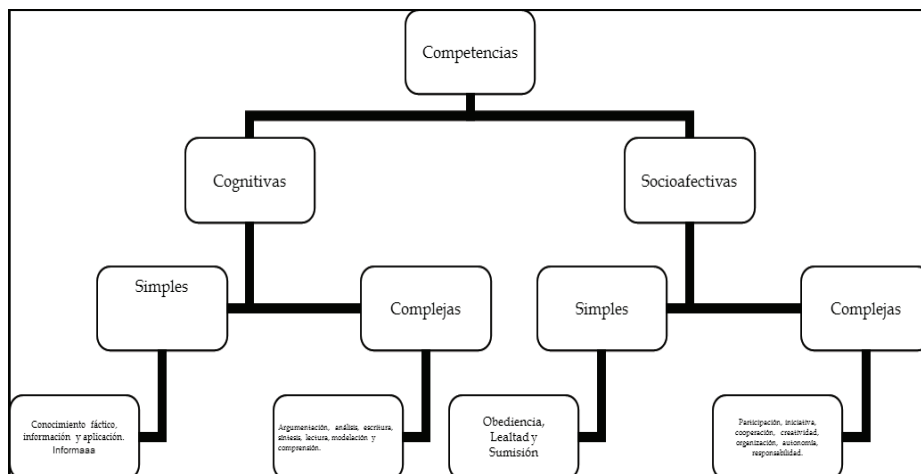 Competencias
Cognitivas
Socioafectivas
Simples
Complejas
Simples
Complejas
Conocimiento fáctico,
información y aplicación.
Informaaa
Argumentación, análisis, escritura,
síntesis, lectura, modelación y
comprensión.
Obediencia,
Lealtad y
Sumisión
Participación, iniciativa,
cooperación, creatividad,
organización, autonomía,
responsabilidad.